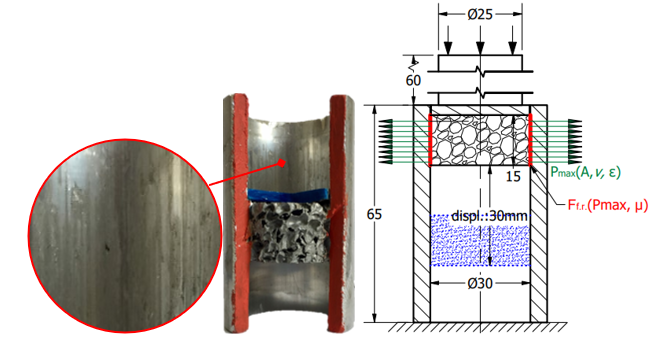 Ø25
60
Pmax(A,v, ε)
15
Ff.r.(Pmax, μ)
65
displ.:30mm
Ø30